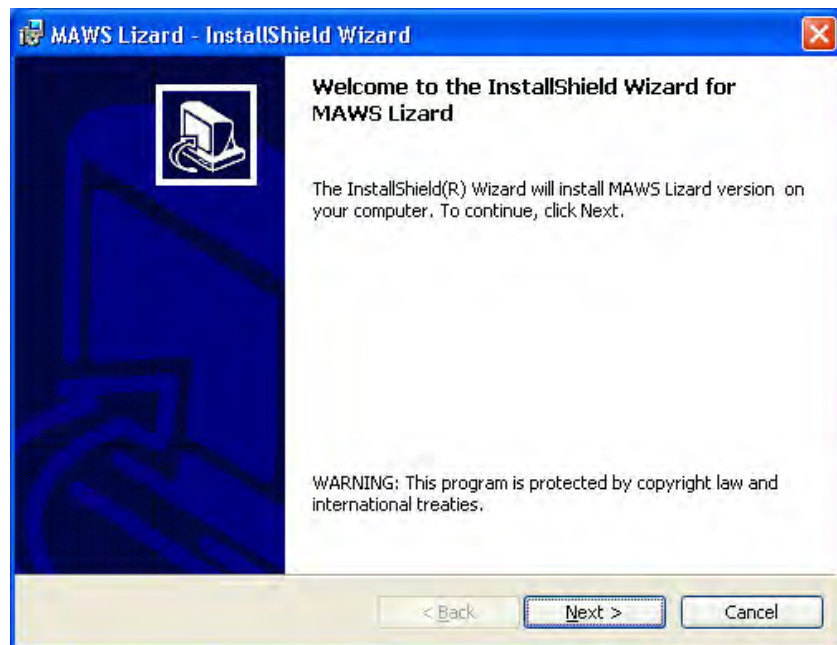 MAWS Lizard - InstallShield Wizard
Welcome to the InstallShield Wizard for
MAWS Lizard
The InstallShield(R) Wizard will install MAWS Lizard version  on
your computer. To continue, click Next.
WARNING: This program is protected by copyright law and
international treaties.
< Back
Next >
Cancel